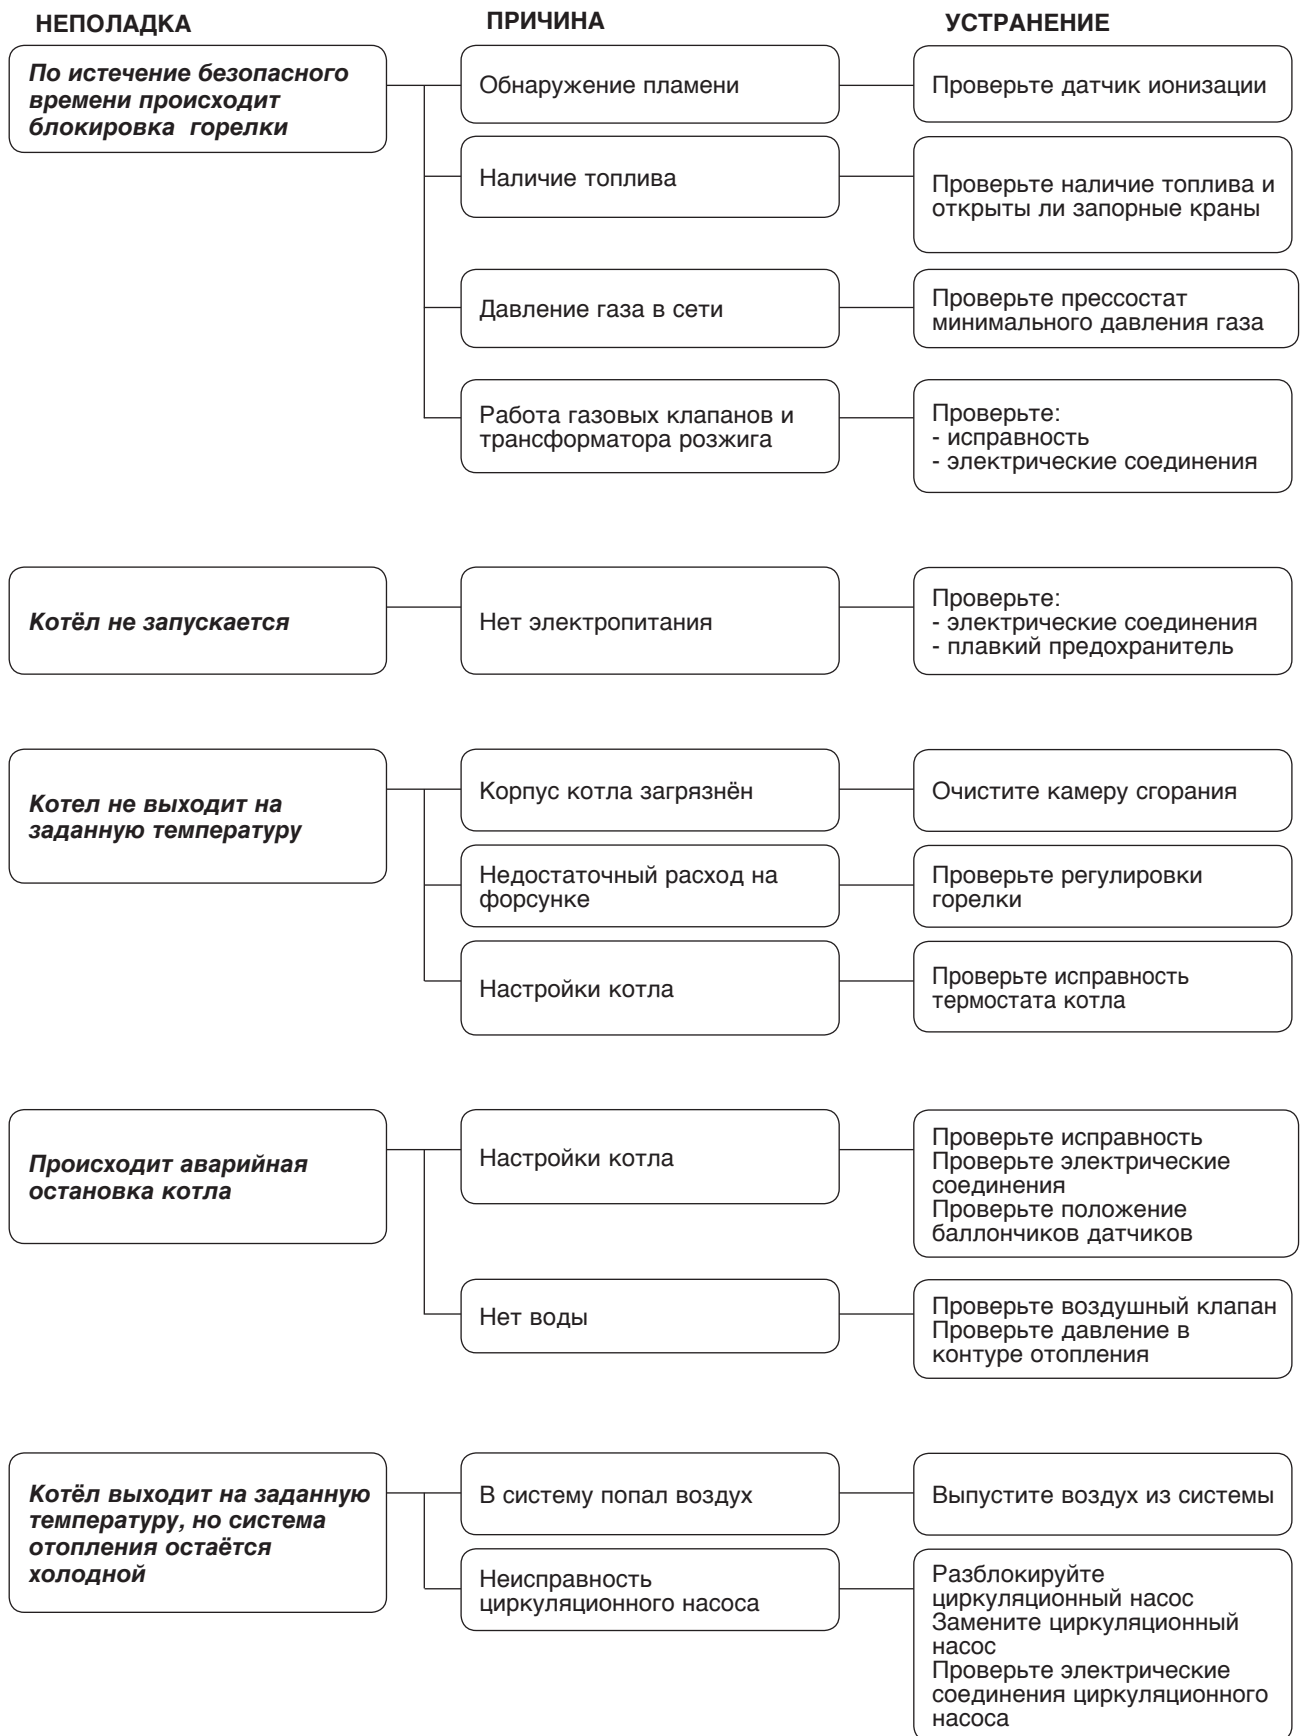 НЕПОЛАДКА
ПРИЧИНА
УСТРАНЕНИЕ
По истечение безопасного
времени происходит
блокировка горелки
Обнаружение пламени
Проверьте датчик ионизации
Наличие топлива
Проверьте наличие топлива и
открыты ли запорные краны
Давление газа в сети
Проверьте прессостат
минимального давления газа
Работа газовых клапанов и
трансформатора розжига
Проверьте:
- исправность
- электрические соединения
Котёл не запускается
Нет электропитания
Проверьте:
- электрические соединения
- плавкий предохранитель
Котел не выходит на
заданную температуру
Корпус котла загрязнён
Очистите камеру сгорания
Недостаточный расход на
форсунке
Проверьте регулировки
горелки
Настройки котла
Проверьте исправность
термостата котла
Происходит аварийная
остановка котла
Настройки котла
Проверьте исправность
Проверьте электрические
соединения
Проверьте положение
баллончиков датчиков
Нет воды
Проверьте воздушный клапан
Проверьте давление в
контуре отопления
Котёл выходит на заданную
температуру, но система
отопления остаётся
холодной
В систему попал воздух
Выпустите воздух из системы
Неисправность
циркуляционного насоса
Разблокируйте
циркуляционный насос
Замените циркуляционный
насос
Проверьте электрические
соединения циркуляционного
насоса